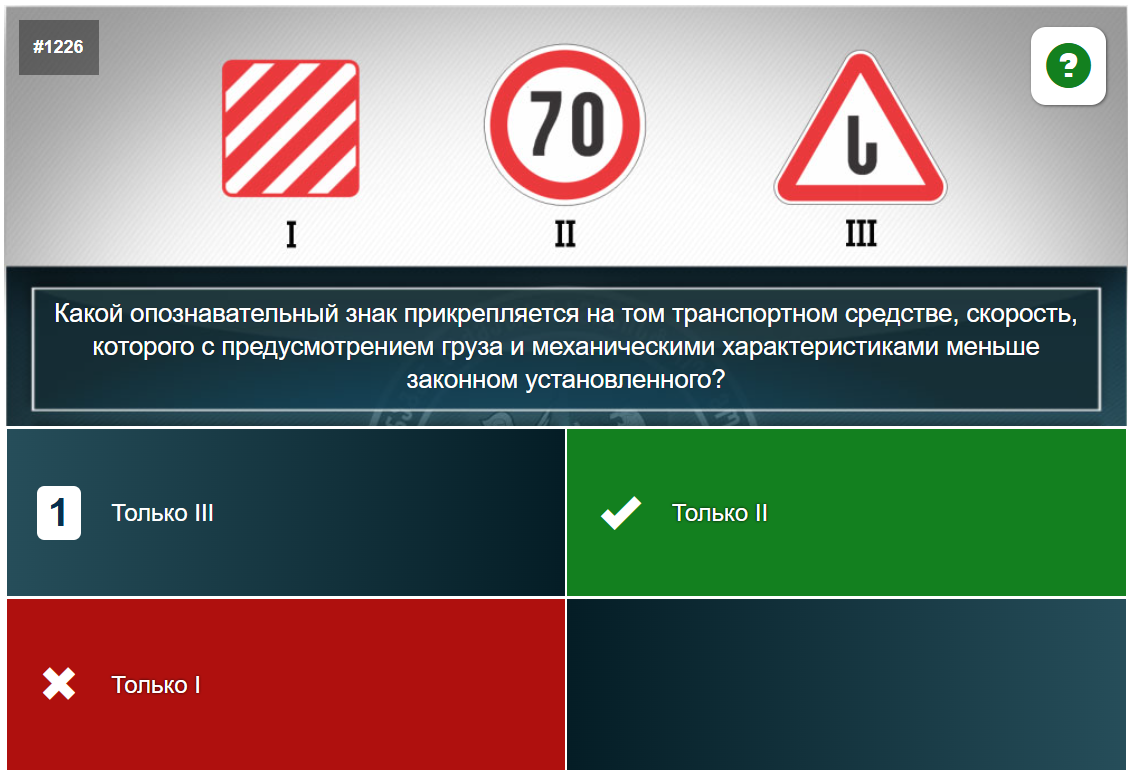 #1226
?
70
Ն
I
II
III
Какой опознавательный знак прикрепляется на том транспортном средстве, скорость,
которого с предусмотрением груза и механическими характеристиками меньше
законном установленного?
1 Только III
Только II
Только I